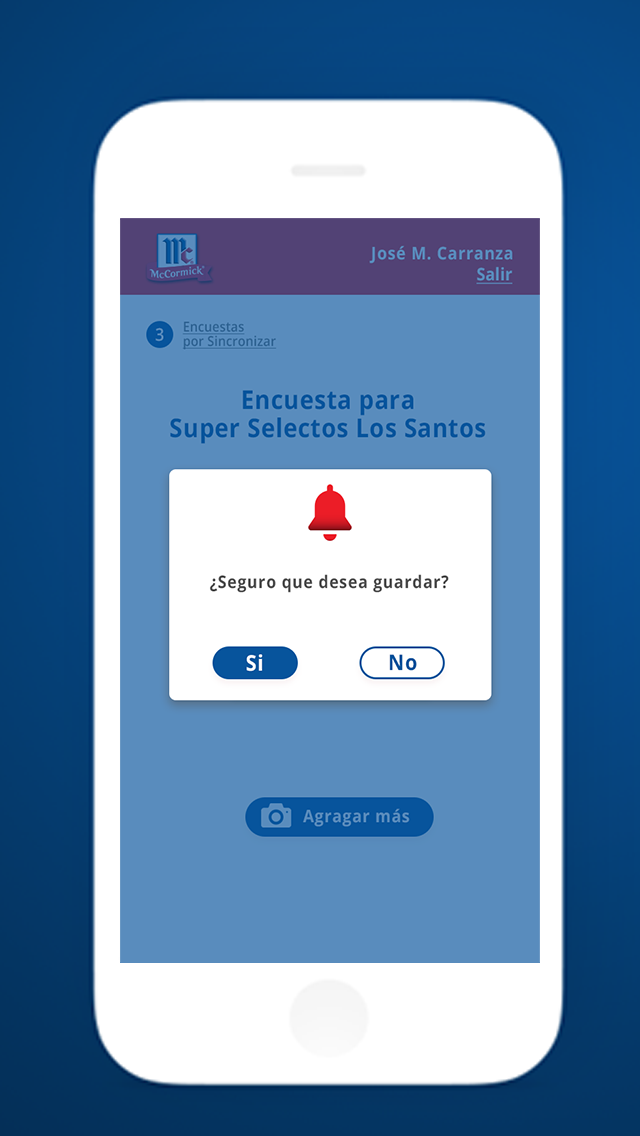 Mc
McCormick
José M. Carranza
Salir
3
Encuestas
por Sincronizar
Encuesta para
Super Selectos Los Santos
¿Seguro que desea guardar?
Si
No
Agragar más